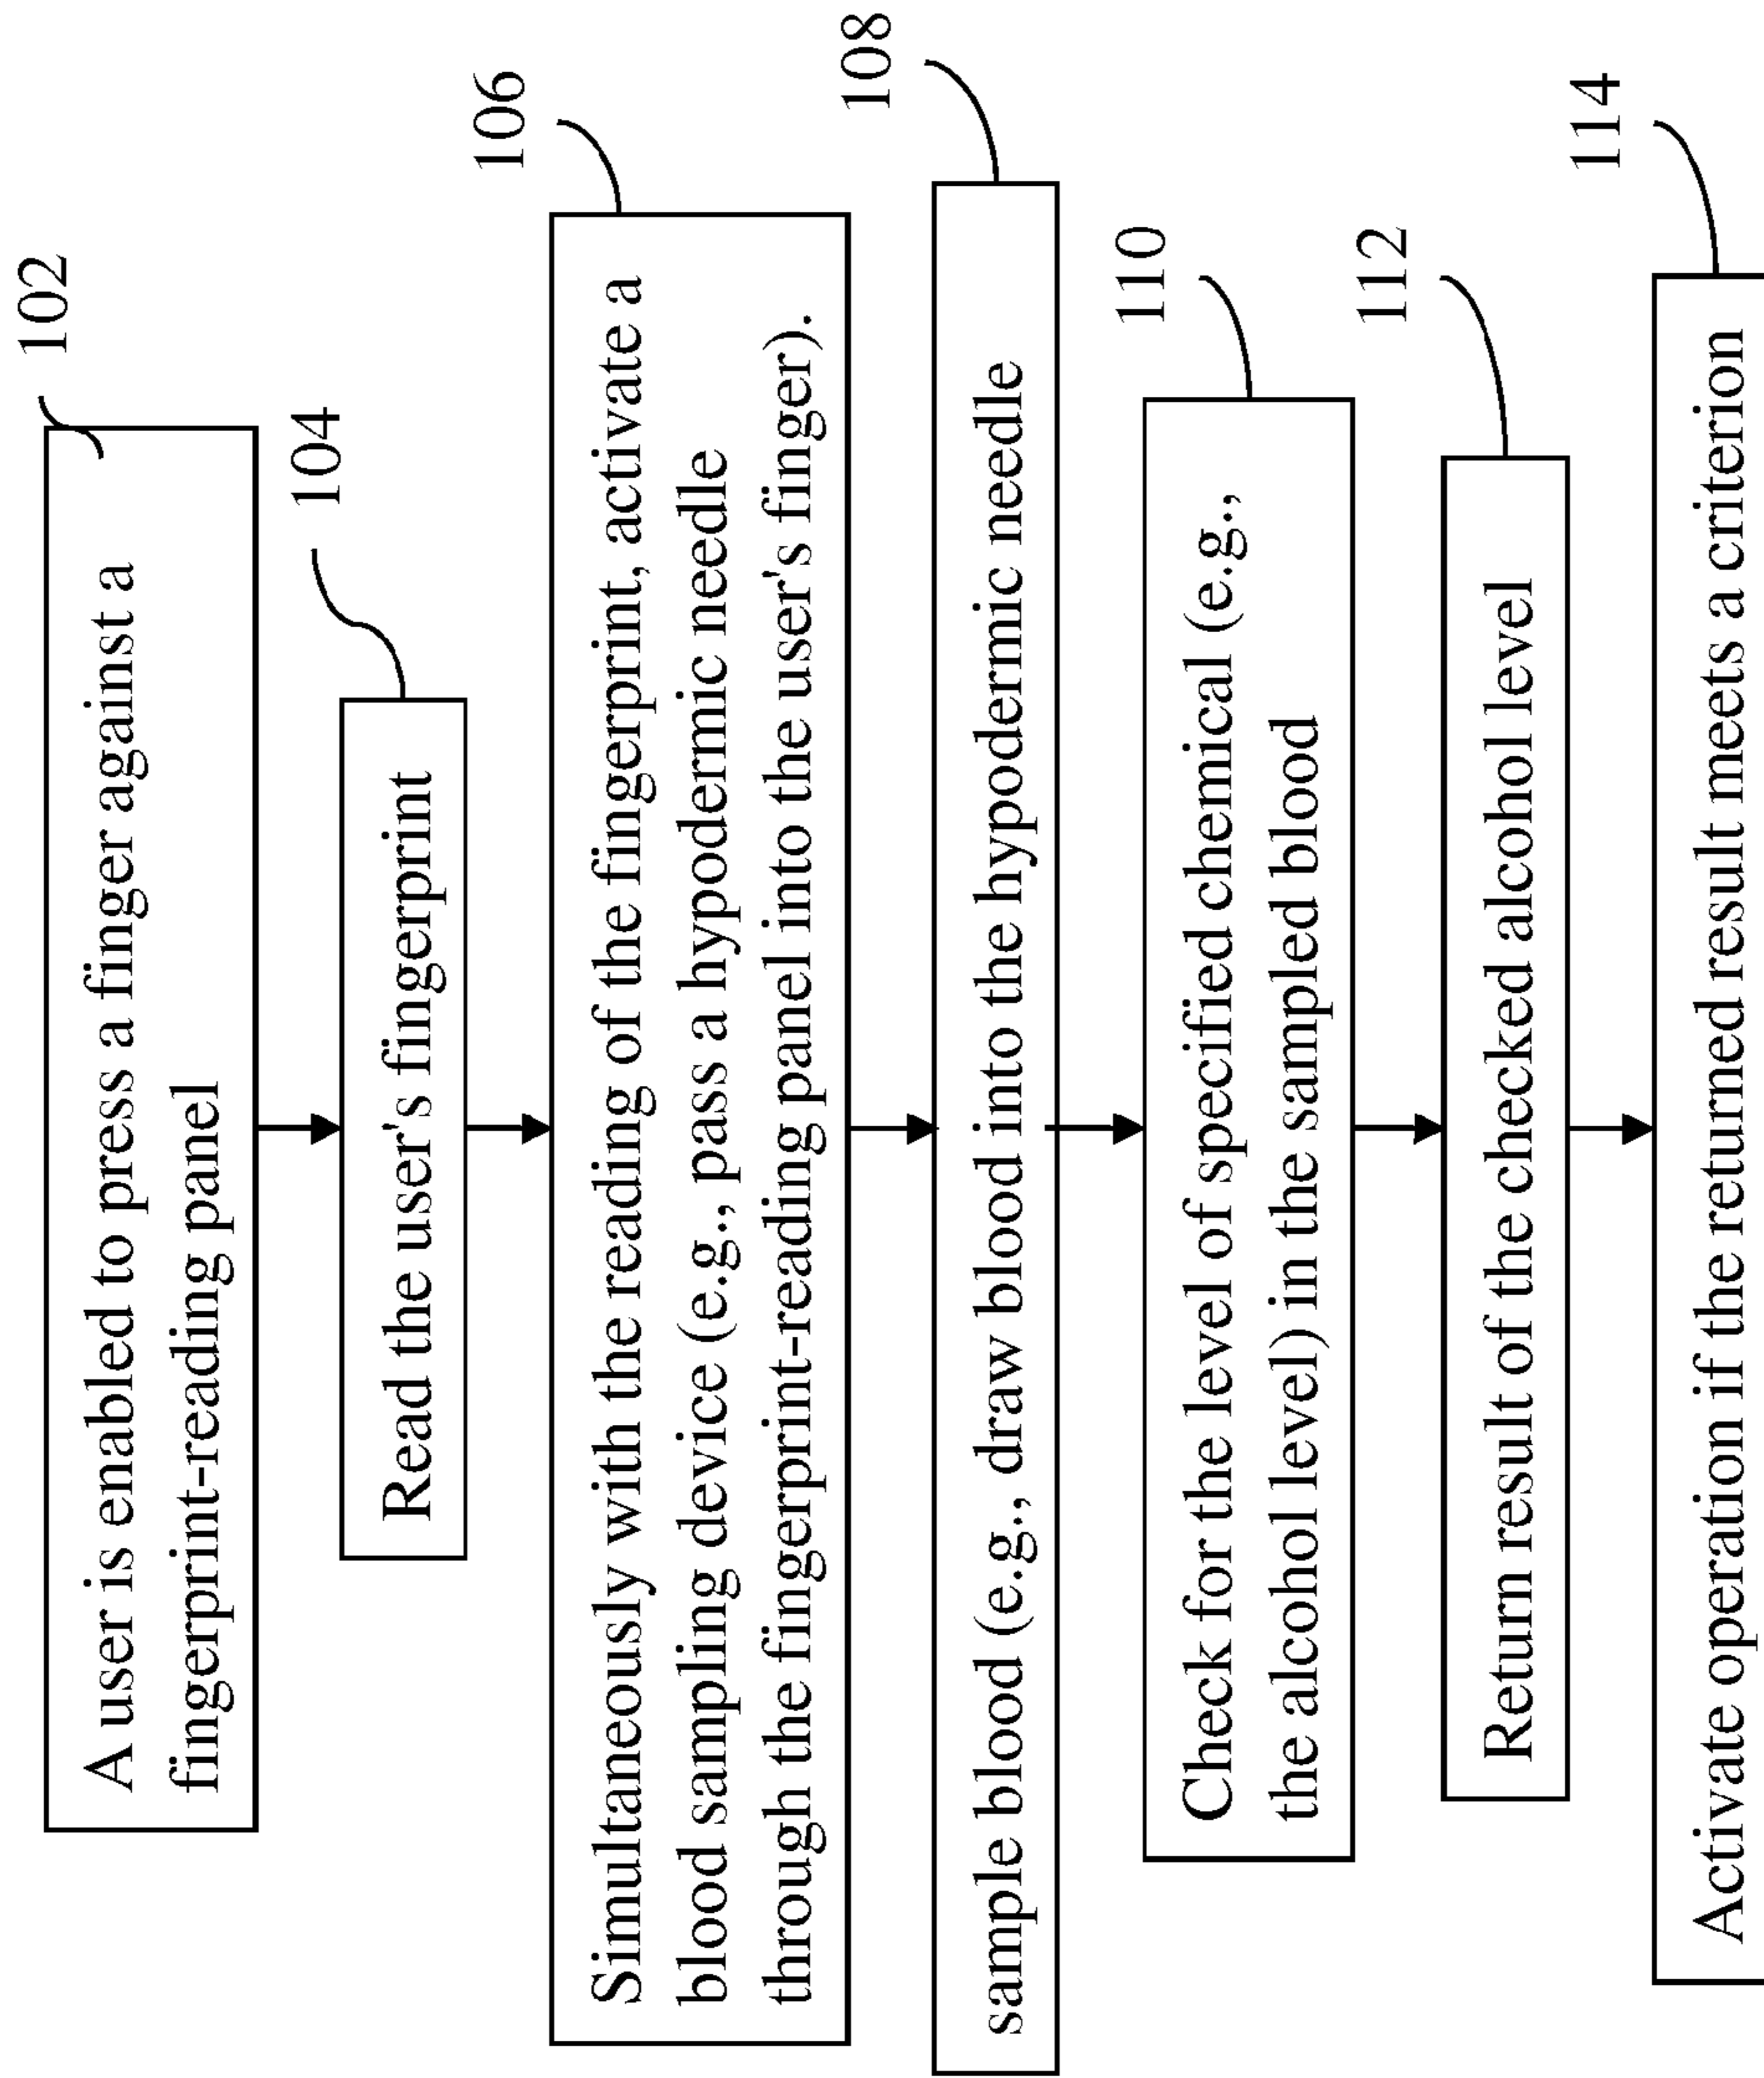 102
A user is enabled to press a finger against a
fingerprint-reading panel
104
Read the user's fingerprint
106
Simultaneously with the reading of the fingerprint, activate a
blood sampling device (e.g., pass a hypodermic needle
through the fingerprint-reading panel into the user's finger).
108
sample blood (e.g., draw blood into the hypodermic needle
110
Check for the level of specified chemical (e.g.,
the alcohol level) in the sampled blood
112
Return result of the checked alcohol level
114
Activate operation if the returned result meets a criterion